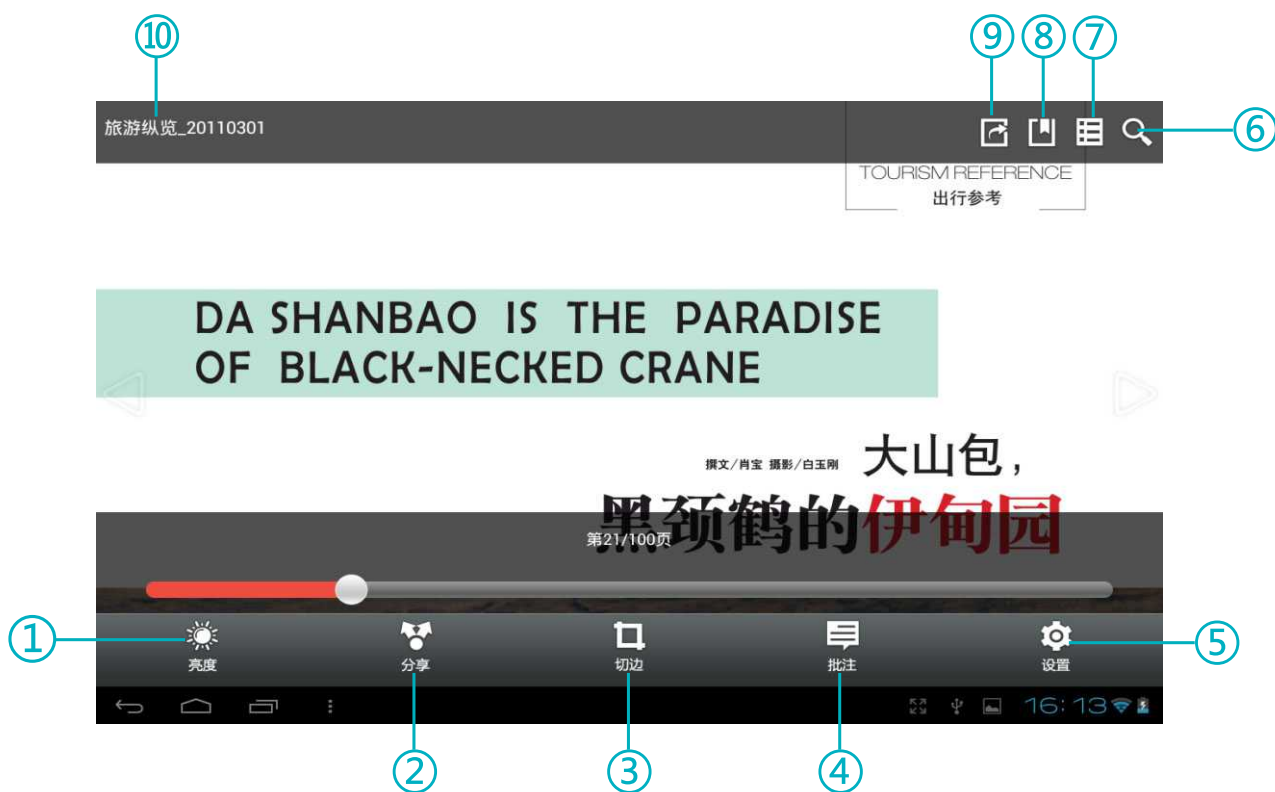 ⑩ ⑨ ⑧ ⑦
旅游纵览_20110301
⑥
TOURISM REFERENCE
出行参考
DA SHANBAO IS THE PARADISE
OF BLACK-NECKED CRANE
撰文/肖宝 摄影/白玉刚 大山包，
黑颈鹤的伊甸园
第21/100页
① 亮度 分享 切边 批注 设置 ⑤
16:13
② ③ ④